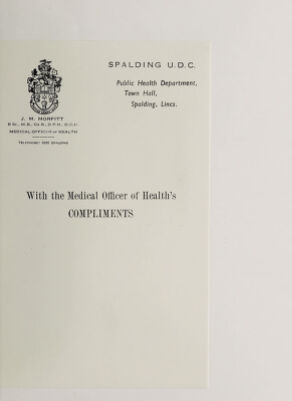 SPALDING U.D.C.
Public Health Department,
Town Hall,
Spalding, Lincs.
J. M. MORFITT
MEDICAL OFFICER OF HEALTH
With the Medical Officer of Health's
COMPLIMENTS